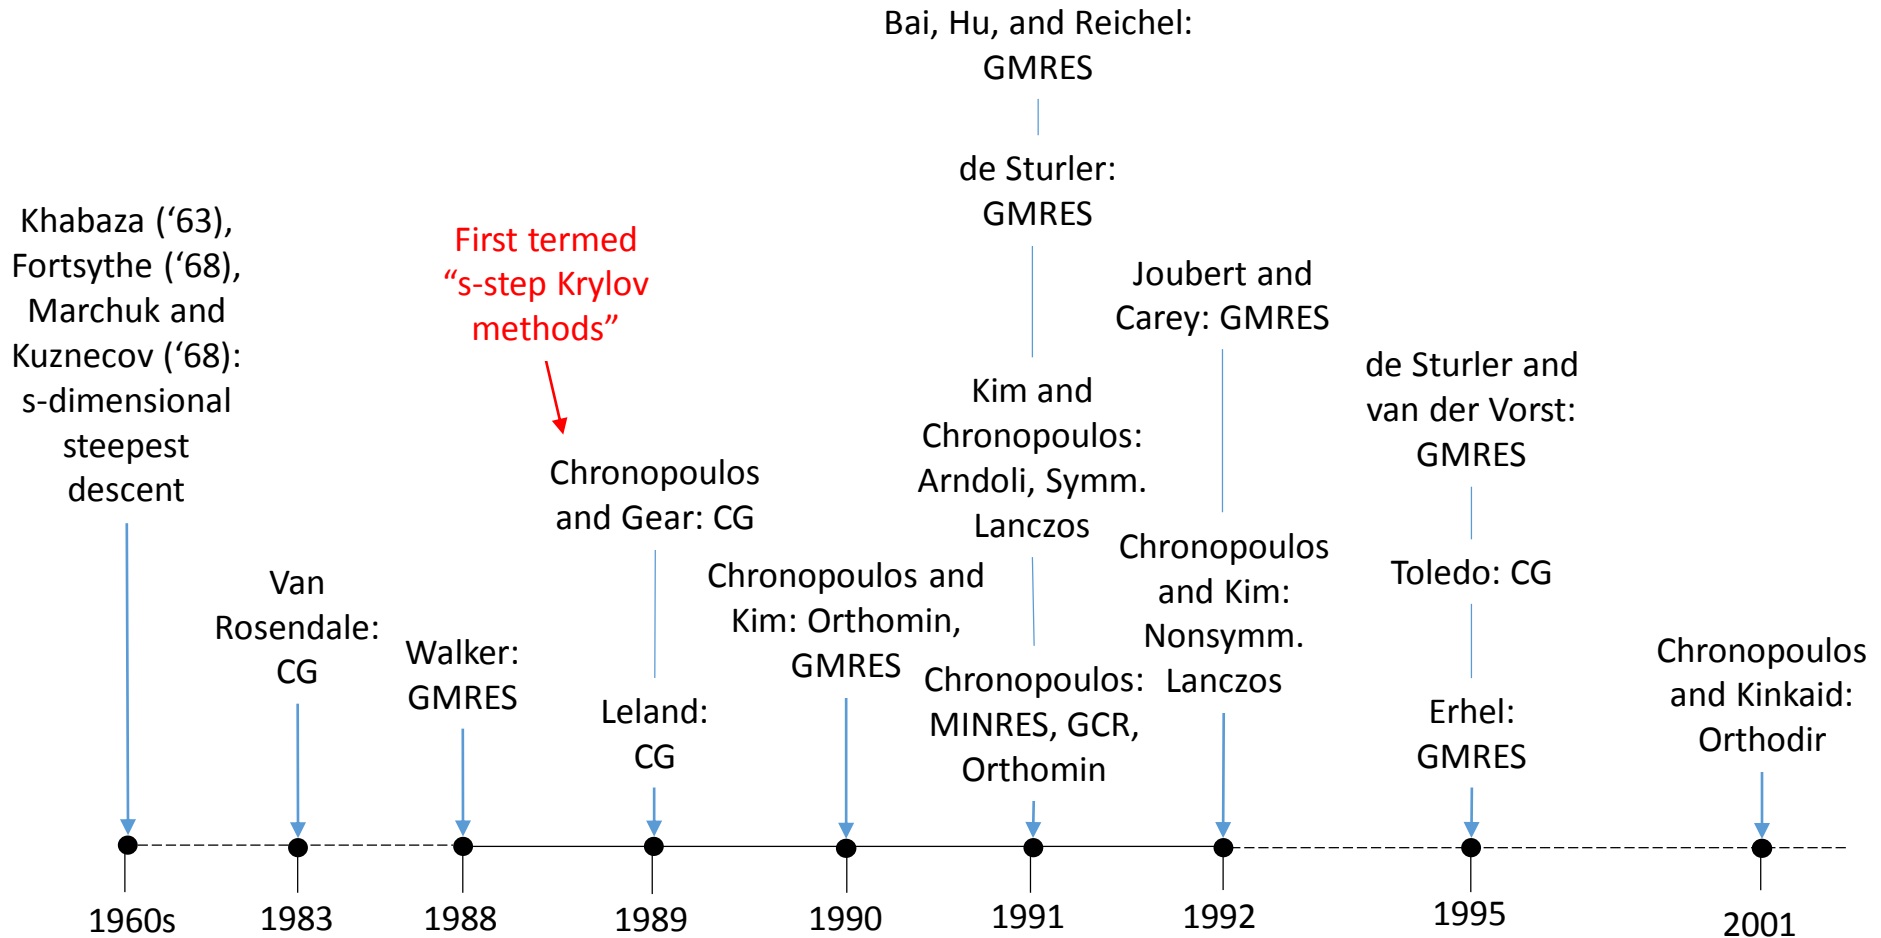 Bai, Hu, and Reichel:
GMRES
de Sturler:
GMRES
Khabaza (‘63),
Fortsythe (‘68),
Marchuk and
Kuznecov (‘68):
s-dimensional
steepest
descent
First termed
“s-step Krylov
methods”
Joubert and
Carey: GMRES
Kim and
Chronopoulos:
Arndoli, Symm.
Lanczos
de Sturler and
van der Vorst:
GMRES
Chronopoulos
and Gear: CG
Chronopoulos
and Kim:
Nonsymm.
Lanczos
Toledo: CG
Van
Rosendale:
CG
Chronopoulos and
Kim: Orthomin,
GMRES
Walker:
GMRES
Leland:
CG
Chronopoulos:
MINRES, GCR,
Orthomin
Erhel:
GMRES
Chronopoulos
and Kinkaid:
Orthodir
1960s
1983
1988
1989
1990
1991
1992
1995
2001